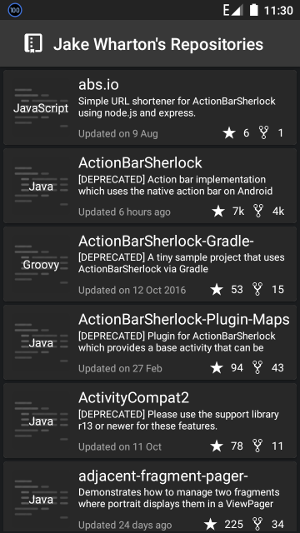 100
E
11:30
Jake Wharton's Repositories
abs.io
JavaScript
Simple URL shortener for ActionBarSherlock
using node.js and express.
Updated on 9 Aug
6
1
ActionBarSherlock
Java
[DEPRECATED] Action bar implementation
which uses the native action bar on Android
Updated 6 hours ago
7k
4k
ActionBarSherlock-Gradle-
Groovy
[DEPRECATED] A tiny sample project that uses
ActionBarSherlock via Gradle
Updated on 12 Oct 2016
53
15
ActionBarSherlock-Plugin-Maps
Java
[DEPRECATED] Plugin for ActionBarSherlock
which provides a base activity that can be
Updated on 27 Feb
94
43
ActivityCompat2
Java
[DEPRECATED] Please use the support library
r13 or newer for these features.
Updated on 11 Oct
78
11
adjacent-fragment-pager-
Java
Demonstrates how to manage two fragments
where portrait displays them in a ViewPager
Updated 24 days ago
225
34